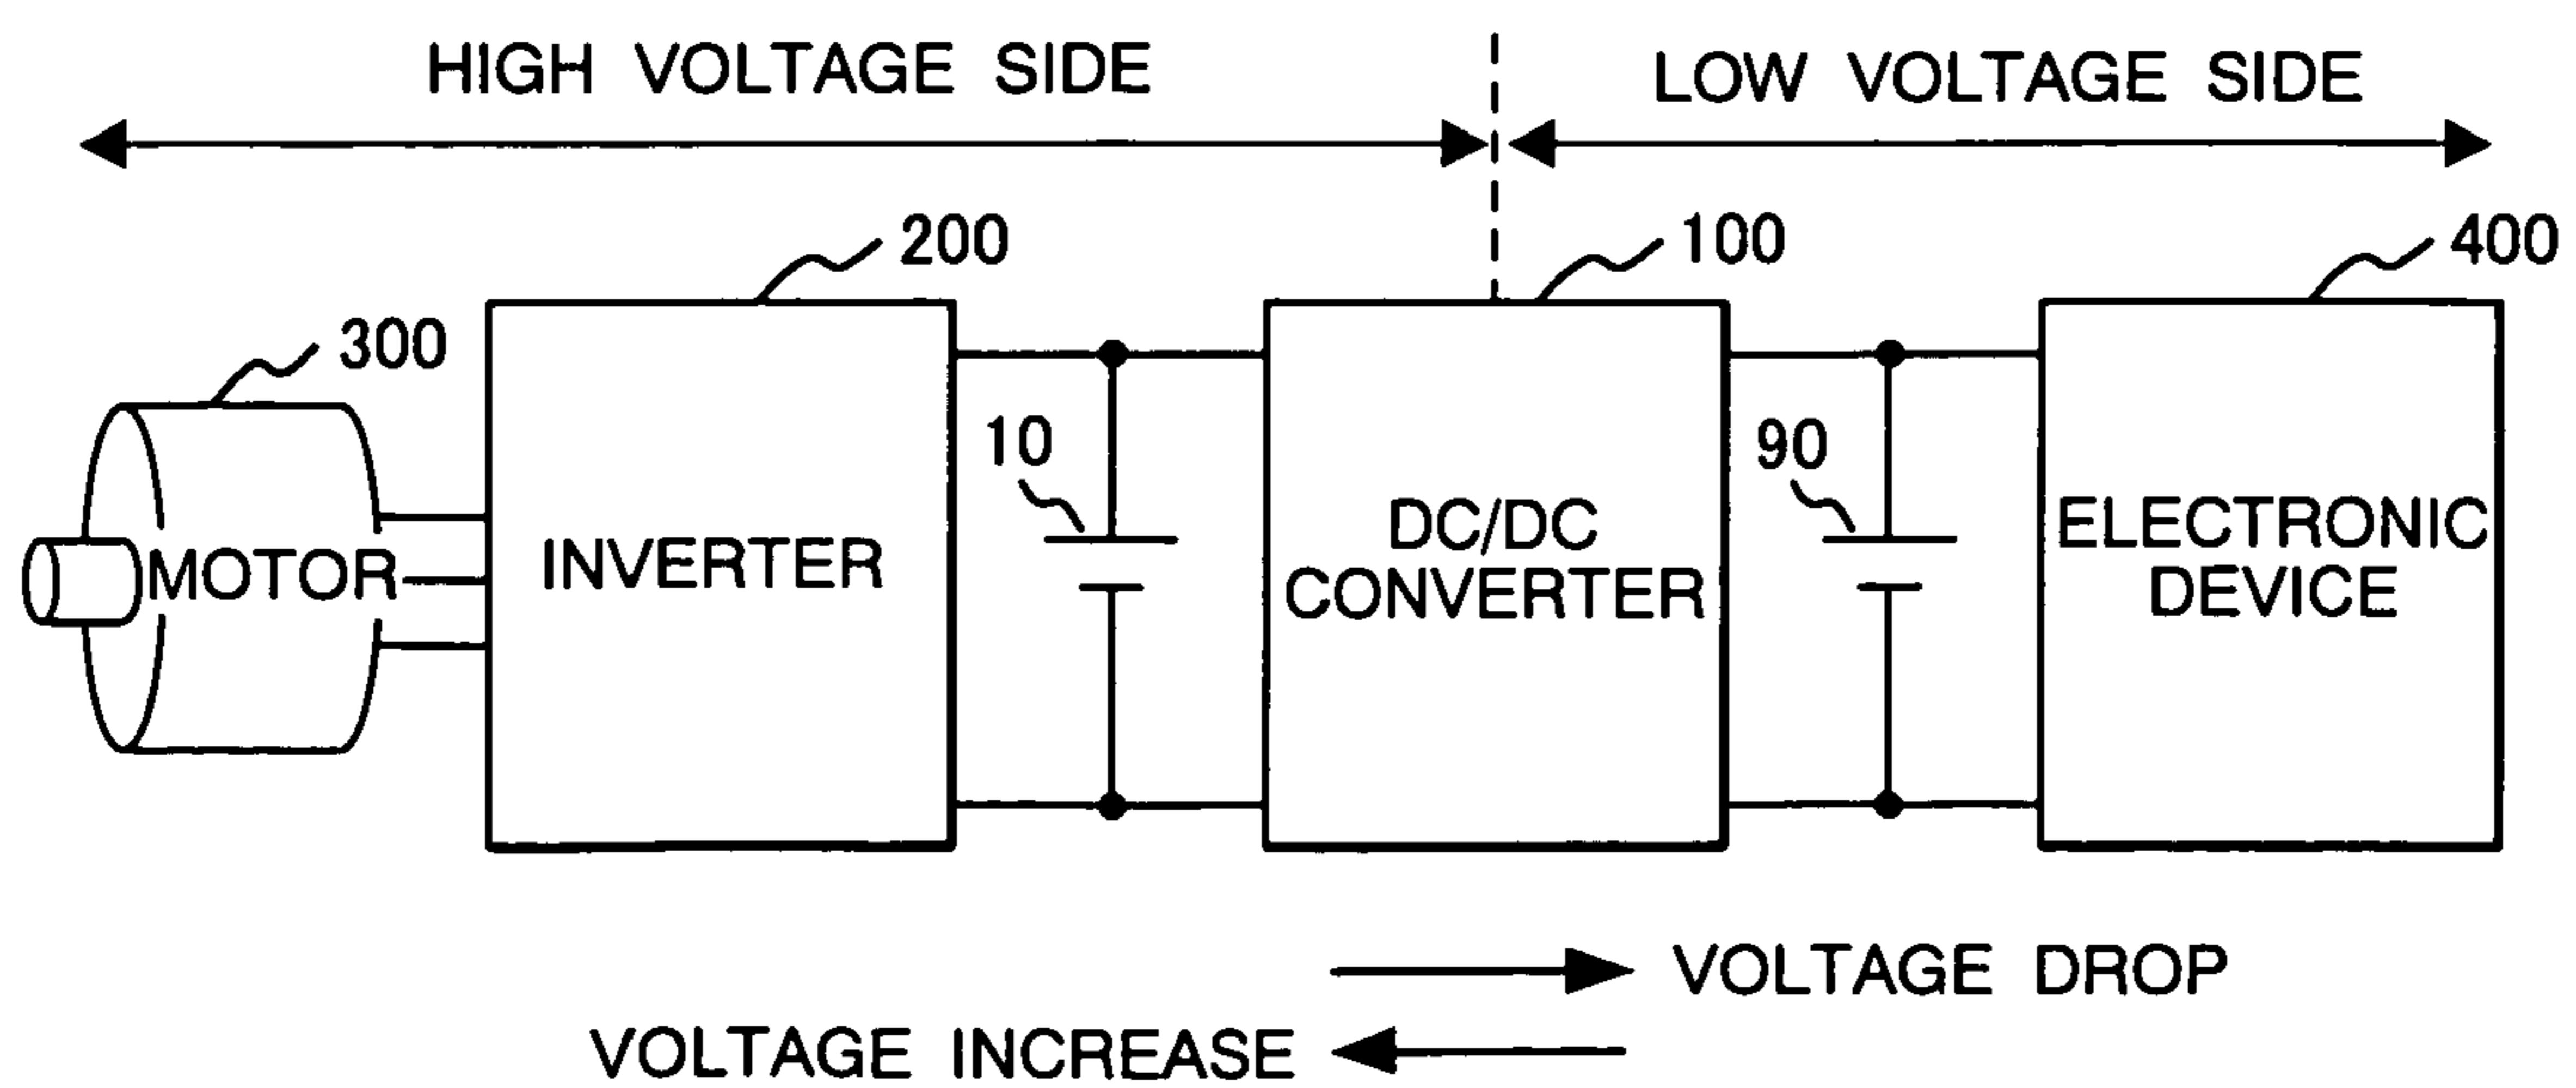 HIGH VOLTAGE SIDE
LOW VOLTAGE SIDE
200
100
400
300
10
90
MOTOR
INVERTER
DC/DC
CONVERTER
ELECTRONIC
DEVICE
VOLTAGE DROP
VOLTAGE INCREASE